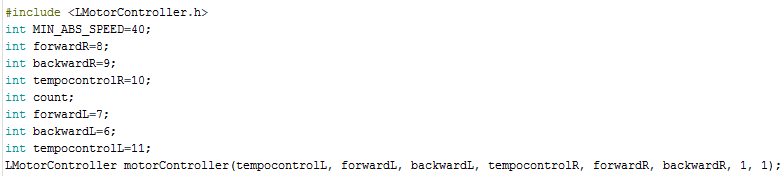 #include <LMotorController.h>
int MIN_ABS_SPEED=40;
int forwardR=8;
int backwardR=9;
int tempocontrolR=10;
int count;
int forwardL=7;
int backwardL=6;
int tempocontrolL=11;
LMotorController motorController(tempocontrolL, forwardL, backwardL, tempocontrolR, forwardR, backwardR, 1, 1);